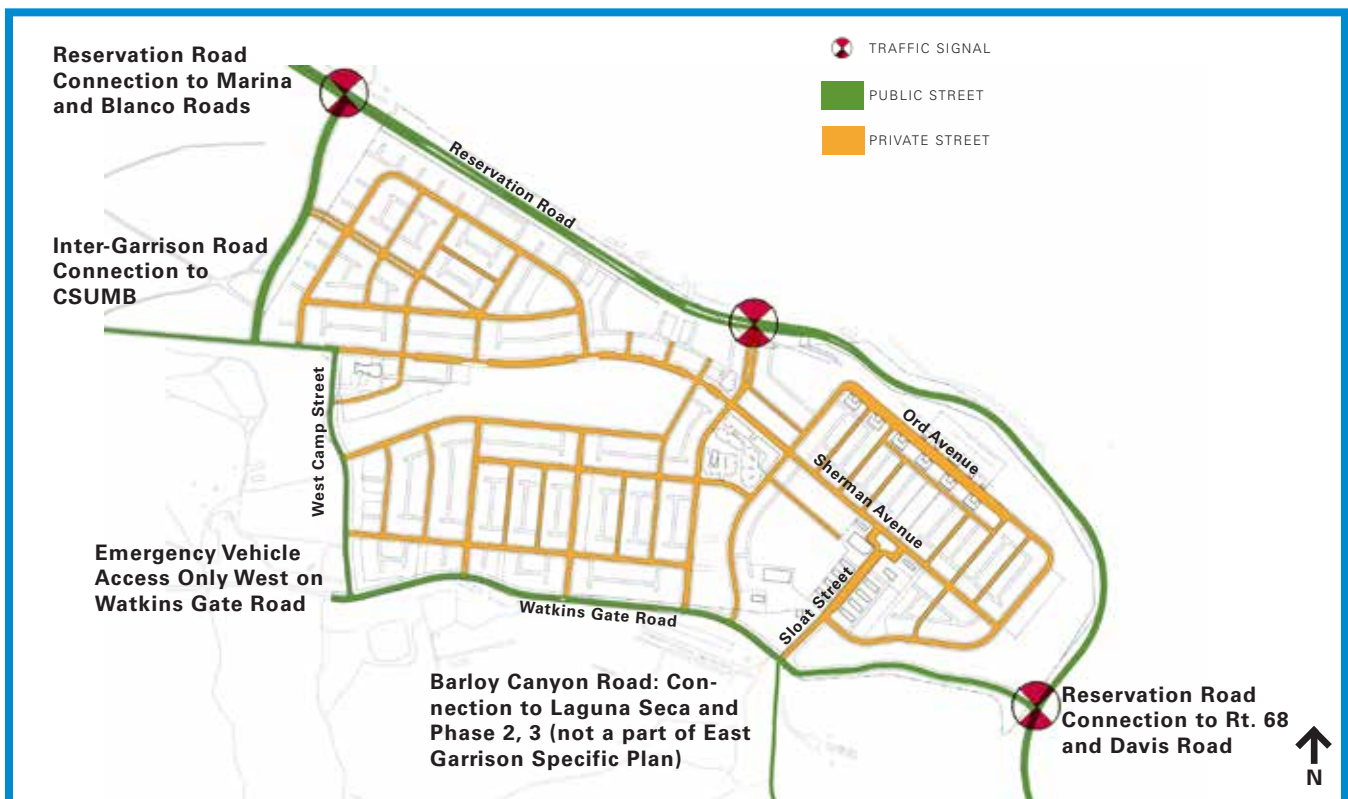 Reservation Road
Connection to Marina
and Blanco Roads
TRAFFIC SIGNAL
PUBLIC STREET
PRIVATE STREET
Reservation Road
Inter-Garrison Road
Connection to
CSUMB
West Camp Street
Ord Avenue
Sherman Avenue
Emergency Vehicle
Access Only West on
Watkins Gate Road
Watkins Gate Road
Sloat Street
Barloy Canyon Road: Con-
nection to Laguna Seca and
Phase 2, 3 (not a part of East
Garrison Specific Plan)
Reservation Road
Connection to Rt. 68
and Davis Road
N